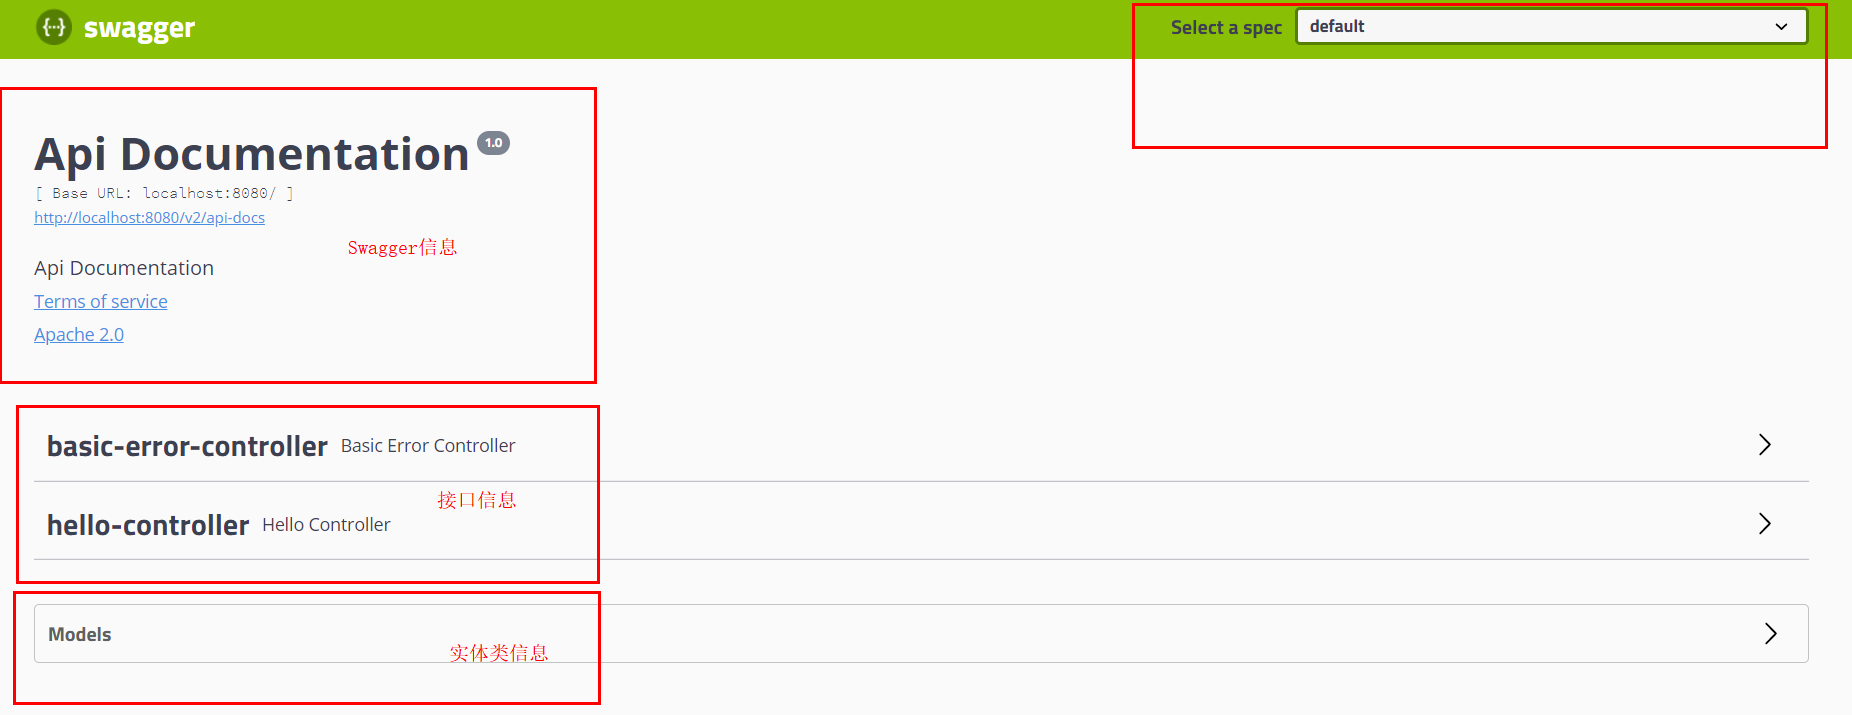 swagger
Select a spec
default
Api Documentation 1.0
[ Base URL: localhost:8080/ ]
http://localhost:8080/v2/api-docs
Swagger信息
Api Documentation
Terms of service
Apache 2.0
basic-error-controller Basic Error Controller
接口信息
hello-controller Hello Controller
Models
实体类信息